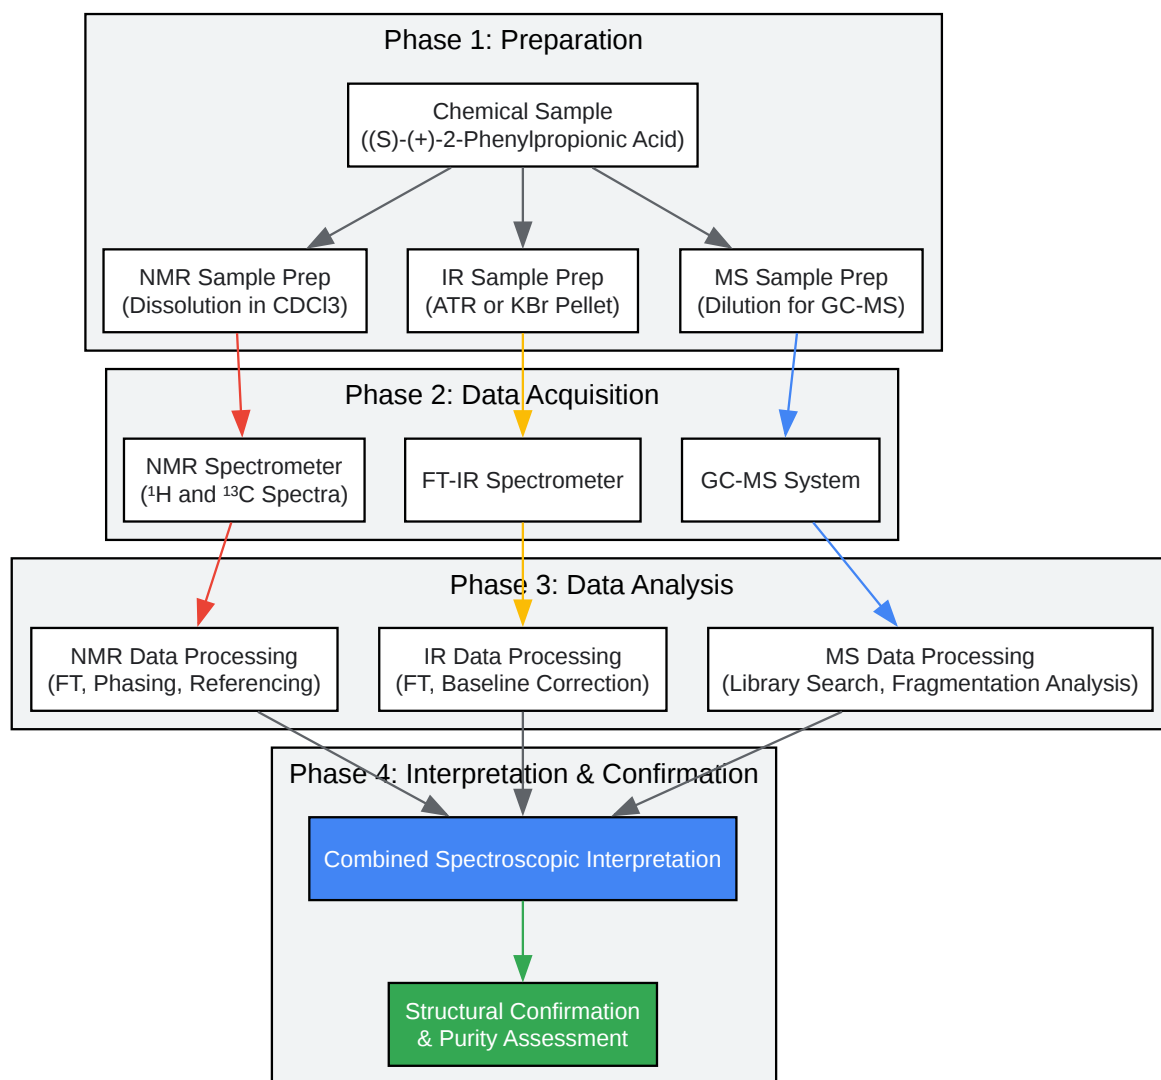 Phase 1: Preparation
Chemical Sample
((S)-(+)-2-Phenylpropionic Acid)
NMR Sample Prep
(Dissolution in CDCl3)
IR Sample Prep
(ATR or KBr Pellet)
MS Sample Prep
(Dilution for GC-MS)
Phase 2: Data Acquisition
NMR Spectrometer
(¹H and ¹³C Spectra)
FT-IR Spectrometer
GC-MS System
Phase 3: Data Analysis
NMR Data Processing
(FT, Phasing, Referencing)
IR Data Processing
(FT, Baseline Correction)
MS Data Processing
(Library Search, Fragmentation Analysis)
Phase 4: Interpretation & Confirmation
Combined Spectroscopic Interpretation
Structural Confirmation
& Purity Assessment